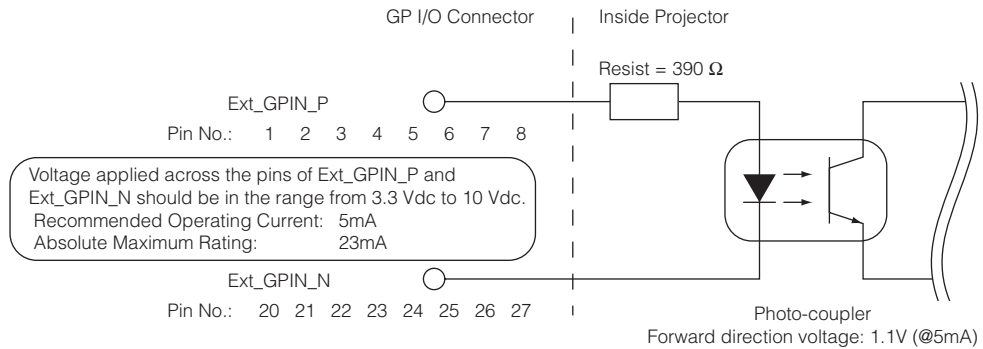 GP I/O Connector
Inside Projector
Resist = 390 Ω
Ext_GPIN_P
Pin No.: 1 2 3 4 5 6 7 8
Voltage applied across the pins of Ext_GPIN_P and
Ext_GPIN_N should be in the range from 3.3 Vdc to 10 Vdc.
Recommended Operating Current: 5mA
Absolute Maximum Rating: 23mA
Ext_GPIN_N
Pin No.: 20 21 22 23 24 25 26 27
Photo-coupler
Forward direction voltage: 1.1V (@5mA)